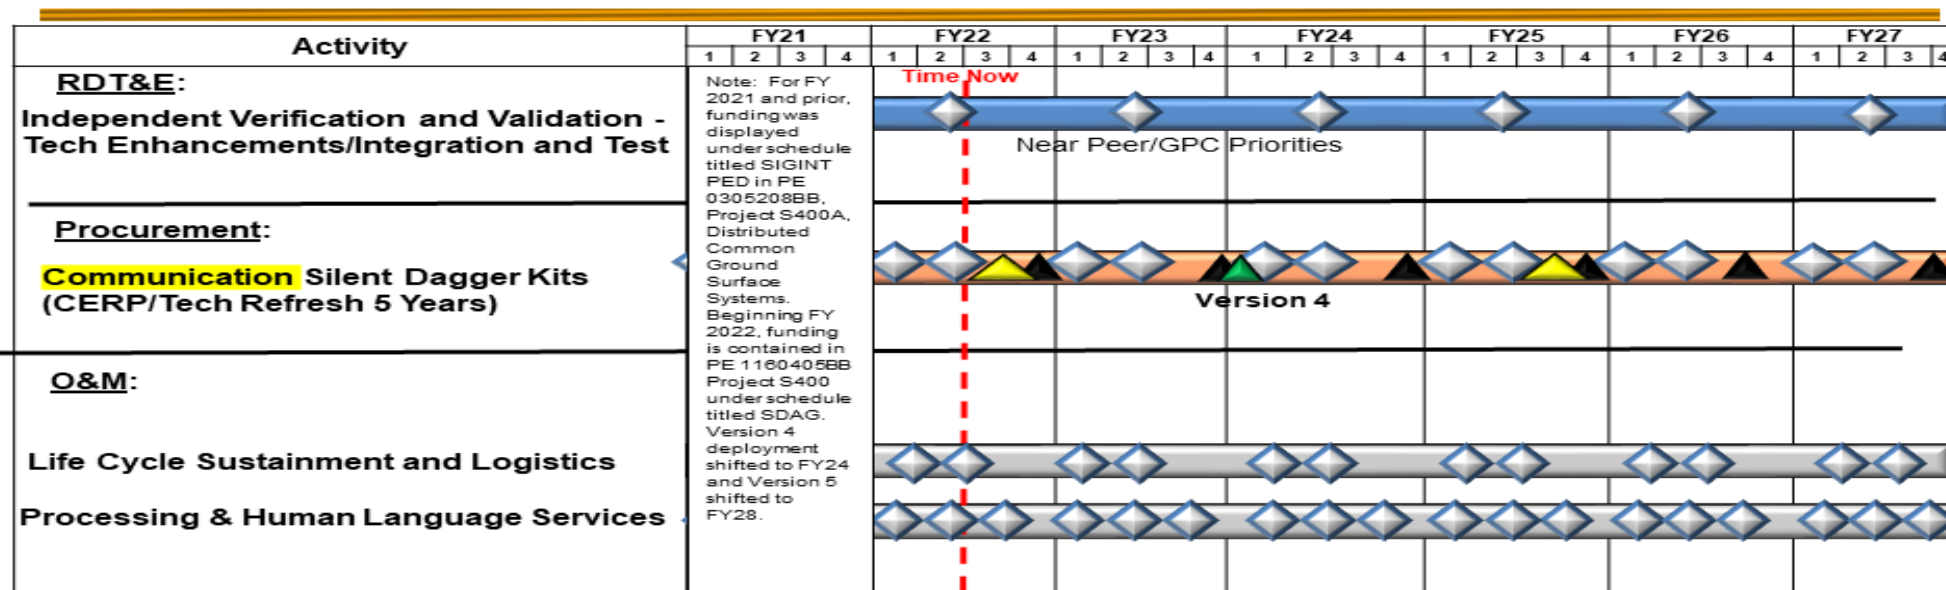 Activity
FY21 FY22 FY23 FY24 FY25 FY26 FY27
1 2 3 4 1 2 3 4 1 2 3 4 1 2 3 4 1 2 3 4 1 2 3 4 1 2 3 4
Time Now
RDT&E:
Independent Verification and Validation -
Tech Enhancements/Integration and Test
Near Peer/GPC Priorities
Procurement:
Communication Silent Dagger Kits
(CERP/Tech Refresh 5 Years)
Version 4
O&M:
Life Cycle Sustainment and Logistics
Processing & Human Language Services
Note: For FY
2021 and prior,
funding was
displayed
under schedule
titled SIGINT
PED in PE
0305208BB,
Project S400A,
Distributed
Common
Ground
Surface
Systems.
Beginning FY
2022, funding
is contained in
PE 1160405BB
Project S400
under schedule
titled SDAG.
Version 4
deployment
shifted to FY24
and Version 5
shifted to
FY28.